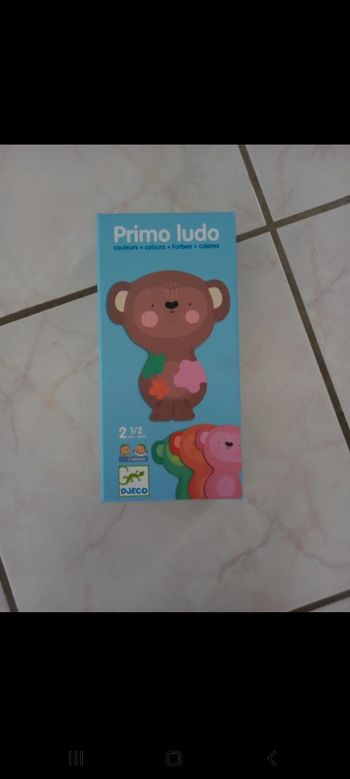 Primo ludo
couleurs • colours • Farben • colores
2 1/2
DJECO